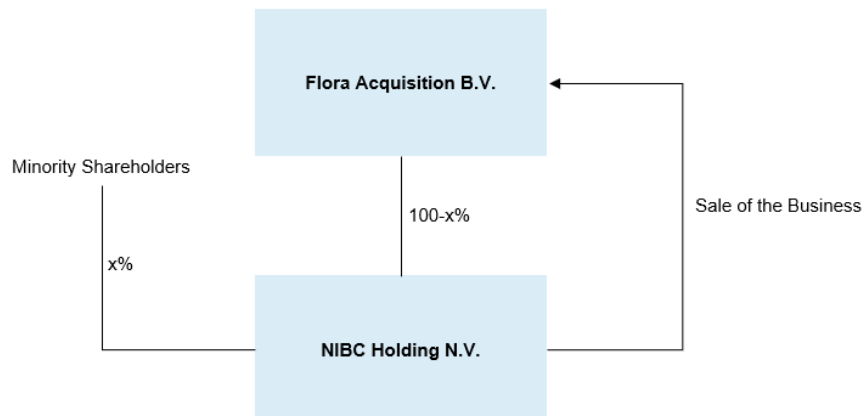 Flora Acquisition B.V.
Minority Shareholders
Sale of the Business
100-x%
x%
NIBC Holding N.V.